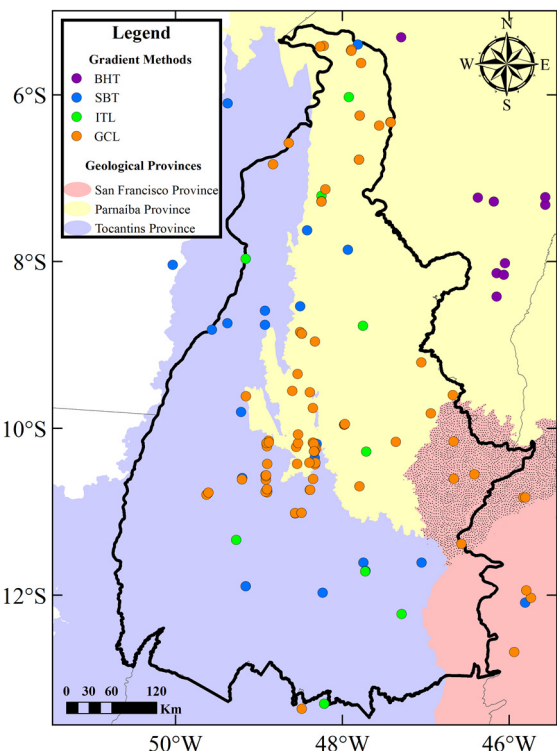 Legend
Gradient Methods
BHT
SBT
ITL
GCL
Geological Provinces
San Francisco Province
Parnaíba Province
Tocantins Province
N
W E
S
6°S
8°S
10°S
12°S
0 30 60 120
Km
50°W 48°W 46°W